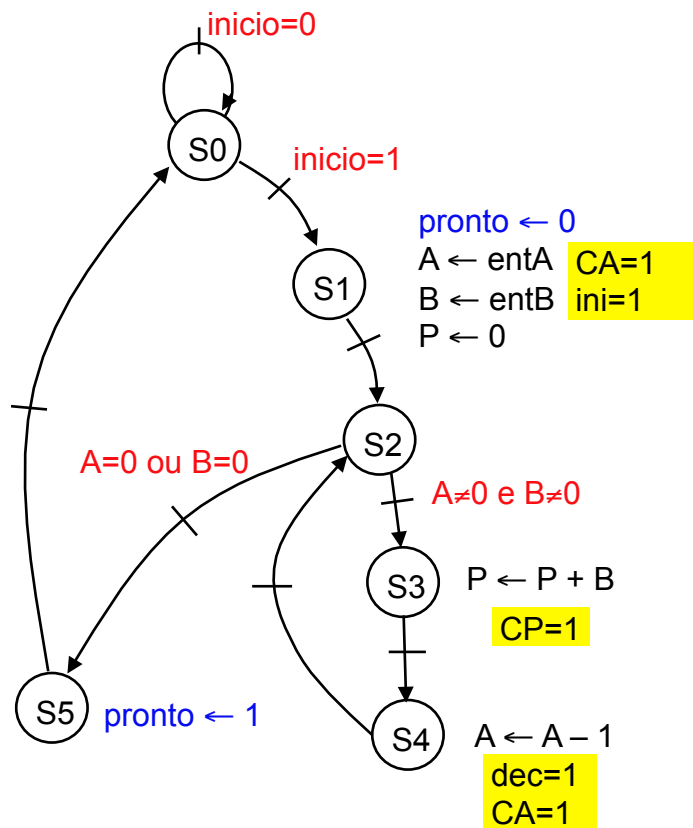 inicio=0
S0
inicio=1
pronto ← 0
A ← entA CA=1
S1
B ← entB ini=1
P ← 0
S2
A=0 ou B=0
A≠0 e B≠0
S3
P ← P + B
CP=1
S5
pronto ← 1
S4
A ← A – 1
dec=1
CA=1